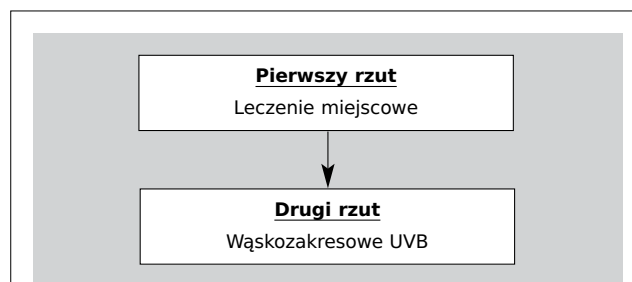 Pierwszy rzut
Leczenie miejscowe
Drugi rzut
Wąskozakresowe UVB